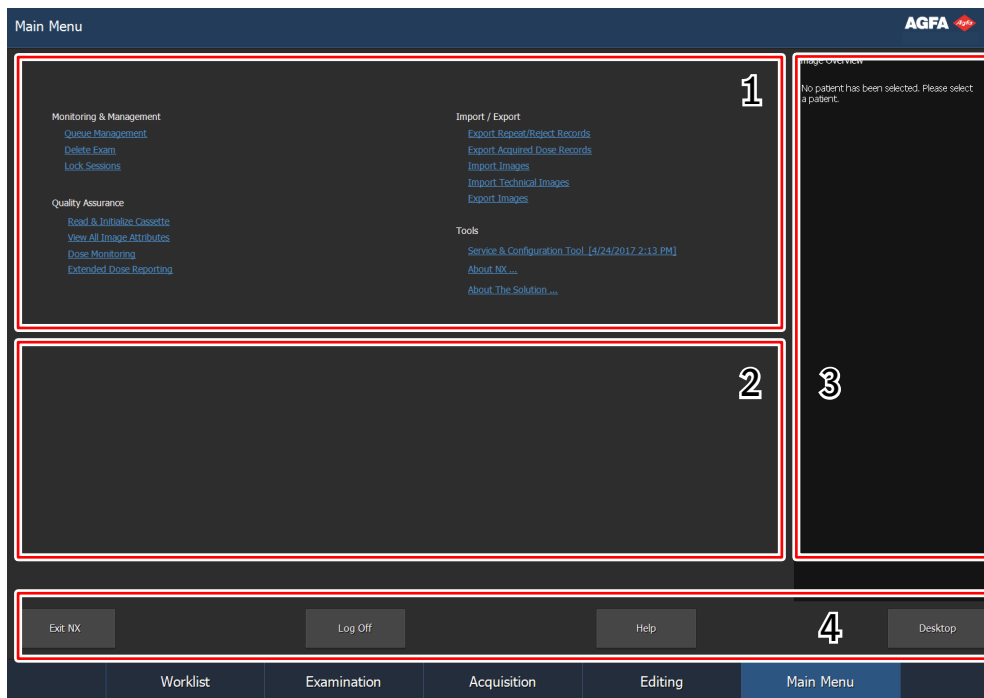 Main Menu
AGFA Agfa
1
Monitoring & Management
Queue Management
Delete Exam
Lock Sessions
Quality Assurance
Read & Initialize Cassette
View All Image Attributes
Dose Monitoring
Extended Dose Reporting
Import / Export
Export Repeat/Reject Records
Export Acquired Dose Records
Import Images
Import Technical Images
Export Images
Tools
Service & Configuration Tool [4/24/2017 2:13 PM]
About NX ...
About The Solution ...
2
Image Overview
No patient has been selected. Please select
a patient.
3
Exit NX
Log Off
Help
4
Desktop
Worklist
Examination
Acquisition
Editing
Main Menu